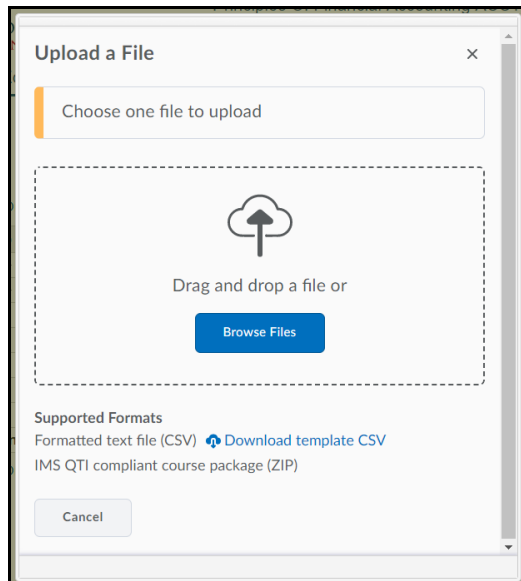 Upload a File
Choose one file to upload
Drag and drop a file or
Browse Files
Supported Formats
Formatted text file (CSV) Download template CSV
IMS QTI compliant course package (ZIP)
Cancel